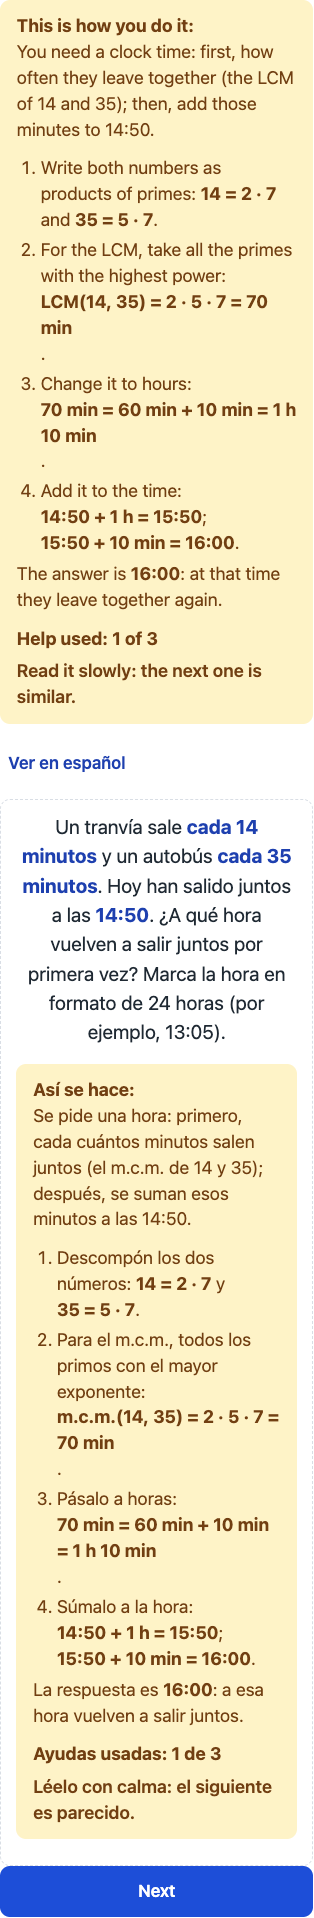 This is how you do it:
You need a clock time: first, how
often they leave together (the LCM
of 14 and 35); then, add those
minutes to 14:50.
1. Write both numbers as
products of primes: 14 = 2 · 7
and 35 = 5 · 7.
2. For the LCM, take all the primes
with the highest power:
LCM(14, 35) = 2 · 5 · 7 = 70
min
.
3. Change it to hours:
70 min = 60 min + 10 min = 1 h
10 min
.
4. Add it to the time:
14:50 + 1 h = 15:50;
15:50 + 10 min = 16:00.
The answer is 16:00: at that time
they leave together again.
Help used: 1 of 3
Read it slowly: the next one is
similar.
Ver en español
Un tranvía sale cada 14
minutos y un autobús cada 35
minutos. Hoy han salido juntos
a las 14:50. ¿A qué hora
vuelven a salir juntos por
primera vez? Marca la hora en
formato de 24 horas (por
ejemplo, 13:05).
Así se hace:
Se pide una hora: primero,
cada cuántos minutos salen
juntos (el m.c.m. de 14 y 35);
después, se suman esos
minutos a las 14:50.
1. Descompón los dos
números: 14 = 2 · 7 y
35 = 5 · 7.
2. Para el m.c.m., todos los
primos con el mayor
exponente:
m.c.m.(14, 35) = 2 · 5 · 7 =
70 min
.
3. Pásalo a horas:
70 min = 60 min + 10 min
= 1 h 10 min
.
4. Súmalo a la hora:
14:50 + 1 h = 15:50;
15:50 + 10 min = 16:00.
La respuesta es 16:00: a esa
hora vuelven a salir juntos.
Ayudas usadas: 1 de 3
Léelo con calma: el siguiente
es parecido.
Next